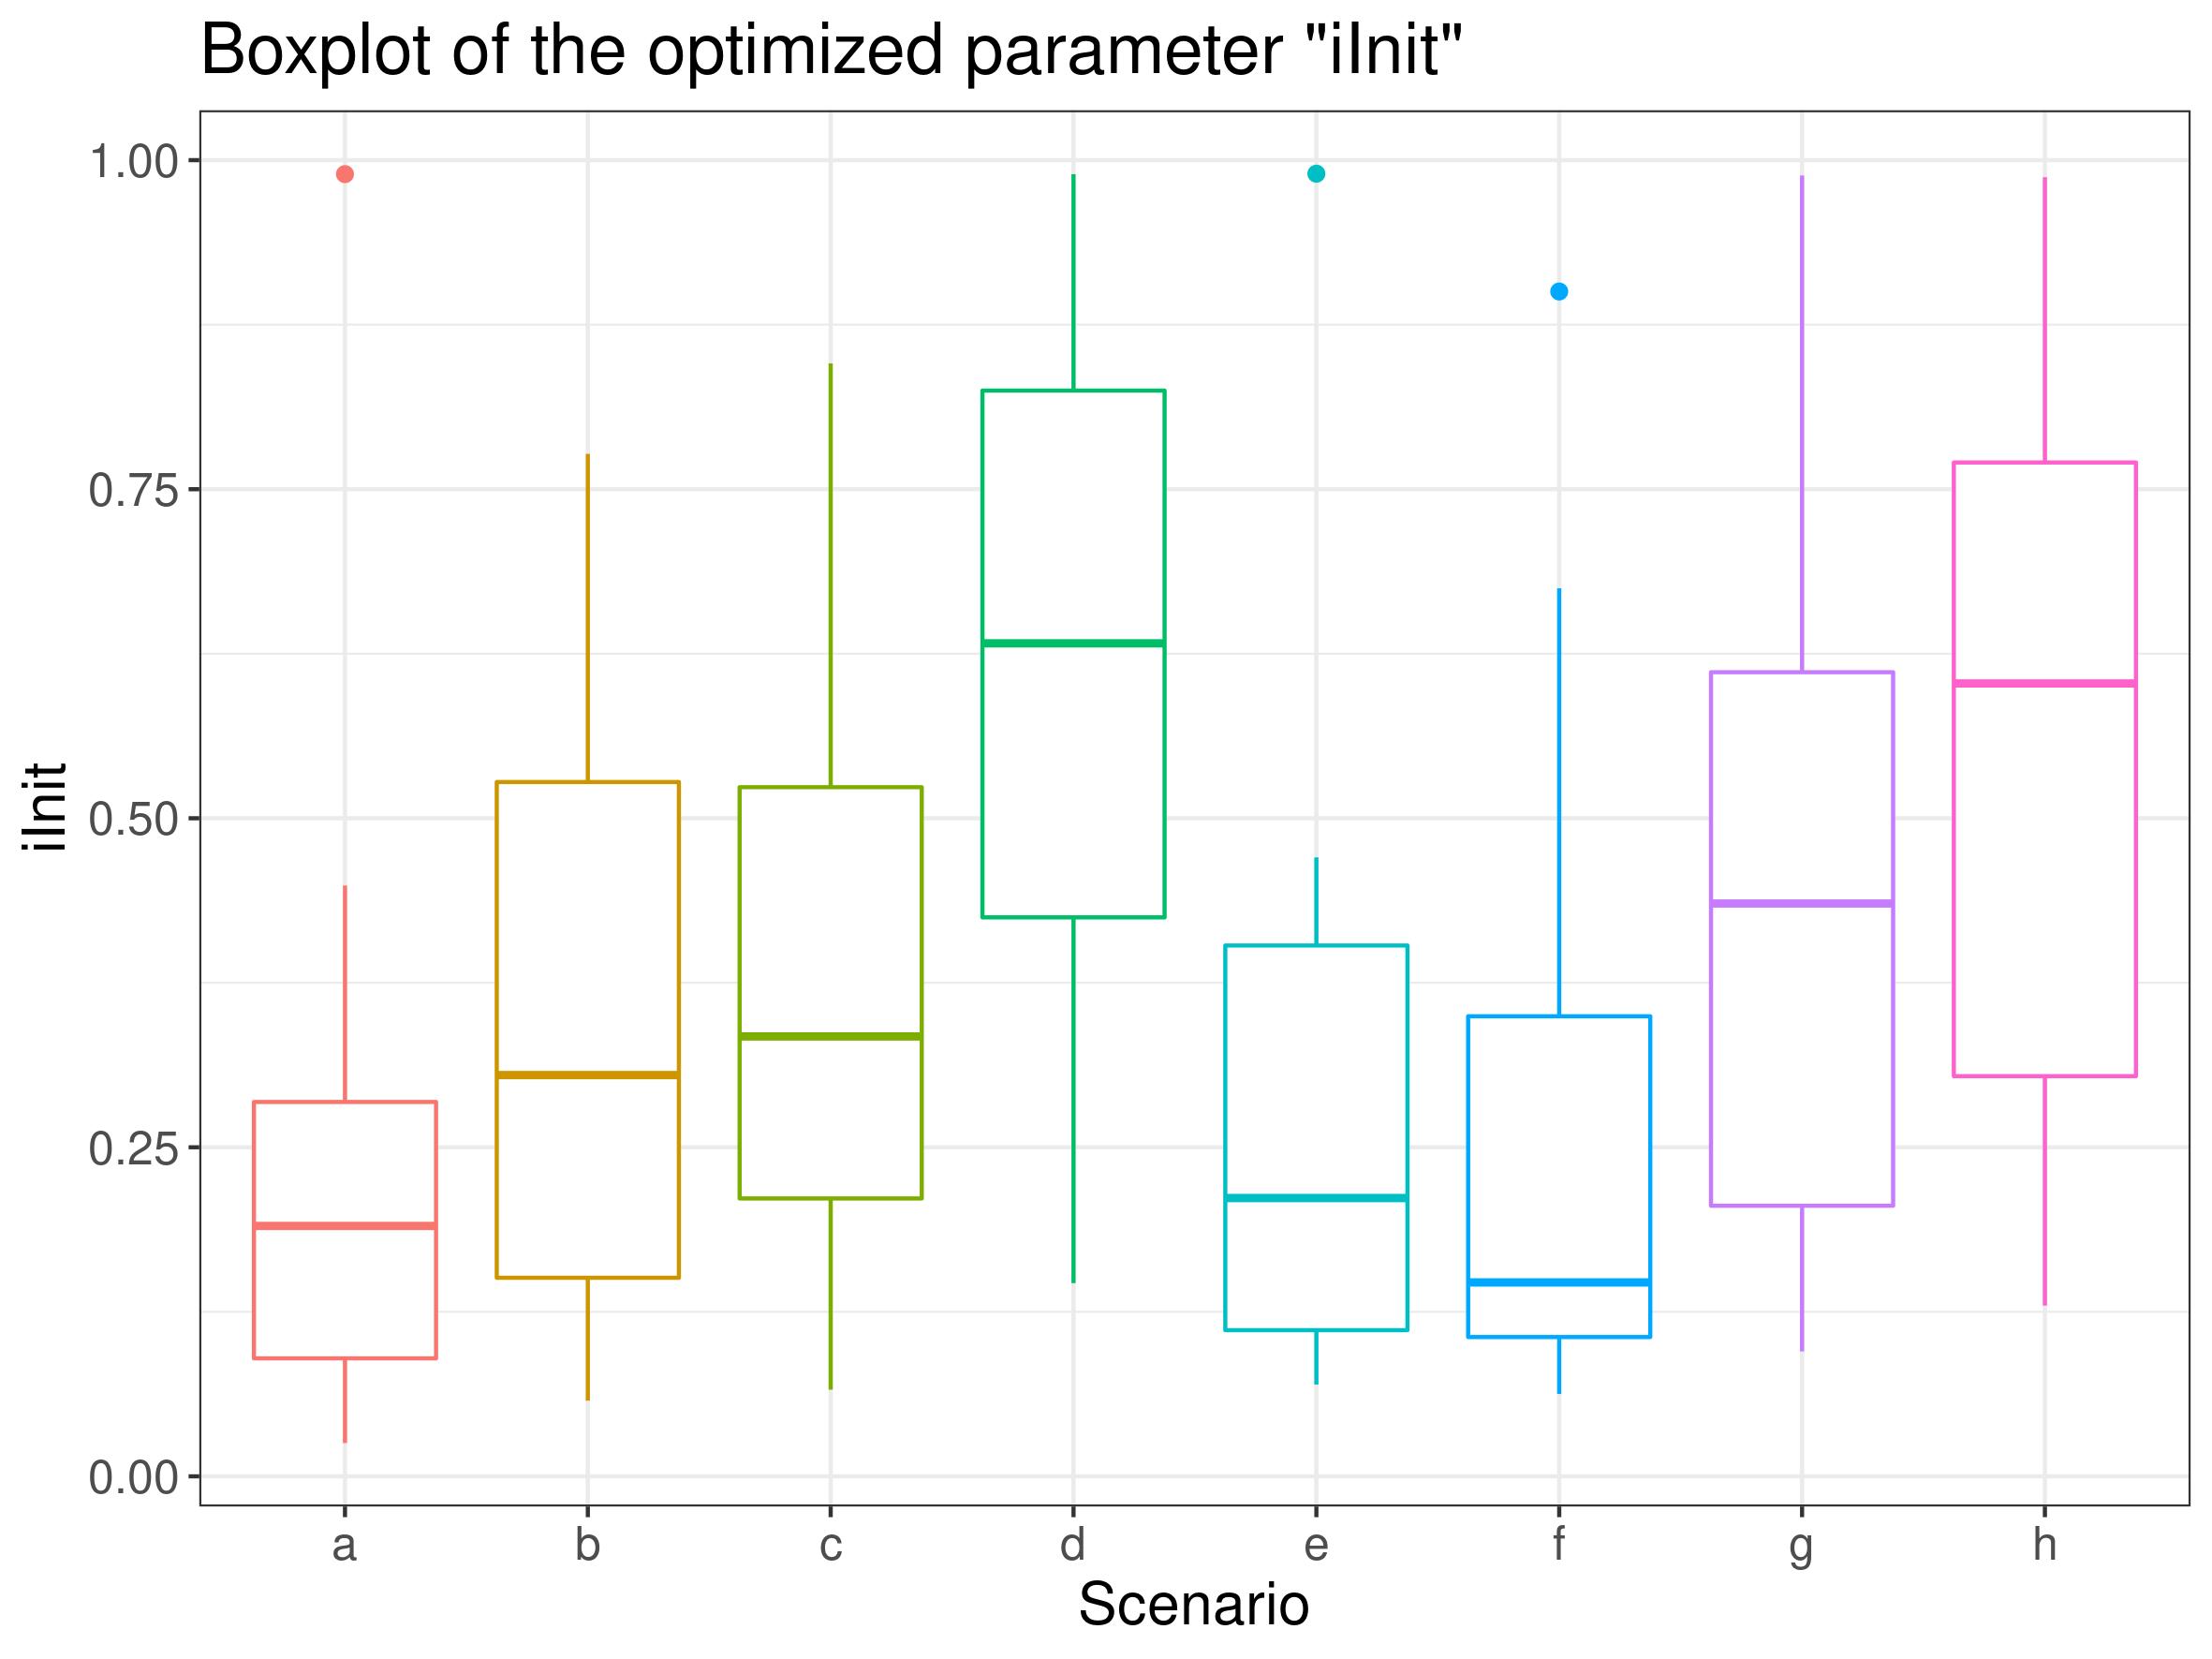 Boxplot of the optimized parameter "iInit"
iInit
1.00
0.75
0.50
0.25
0.00
a b c d e f g h
Scenario